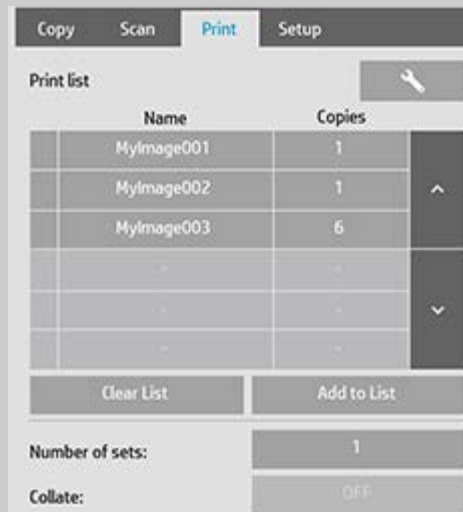 Copy Scan Print Setup
Print list
Name Copies
MyImage001 1
MyImage002 1
MyImage003 6
- -
- -
- -
Clear List Add to List
Number of sets: 1
Collate: OFF